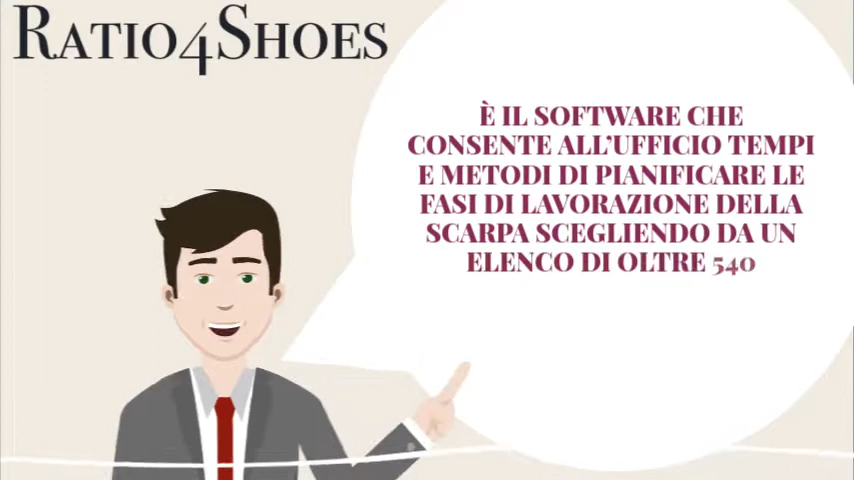 Ratio4Shoes
È IL SOFTWARE CHE
CONSENTE ALL’UFFICIO TEMPI
E METODI DI PIANIFICARE LE
FASI DI LAVORAZIONE DELLA
SCARPA SCEGLIENDO DA UN
ELENCO DI OLTRE 540